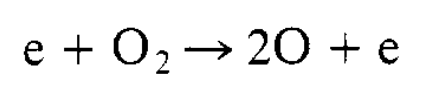 e + O₂ → 2O + e